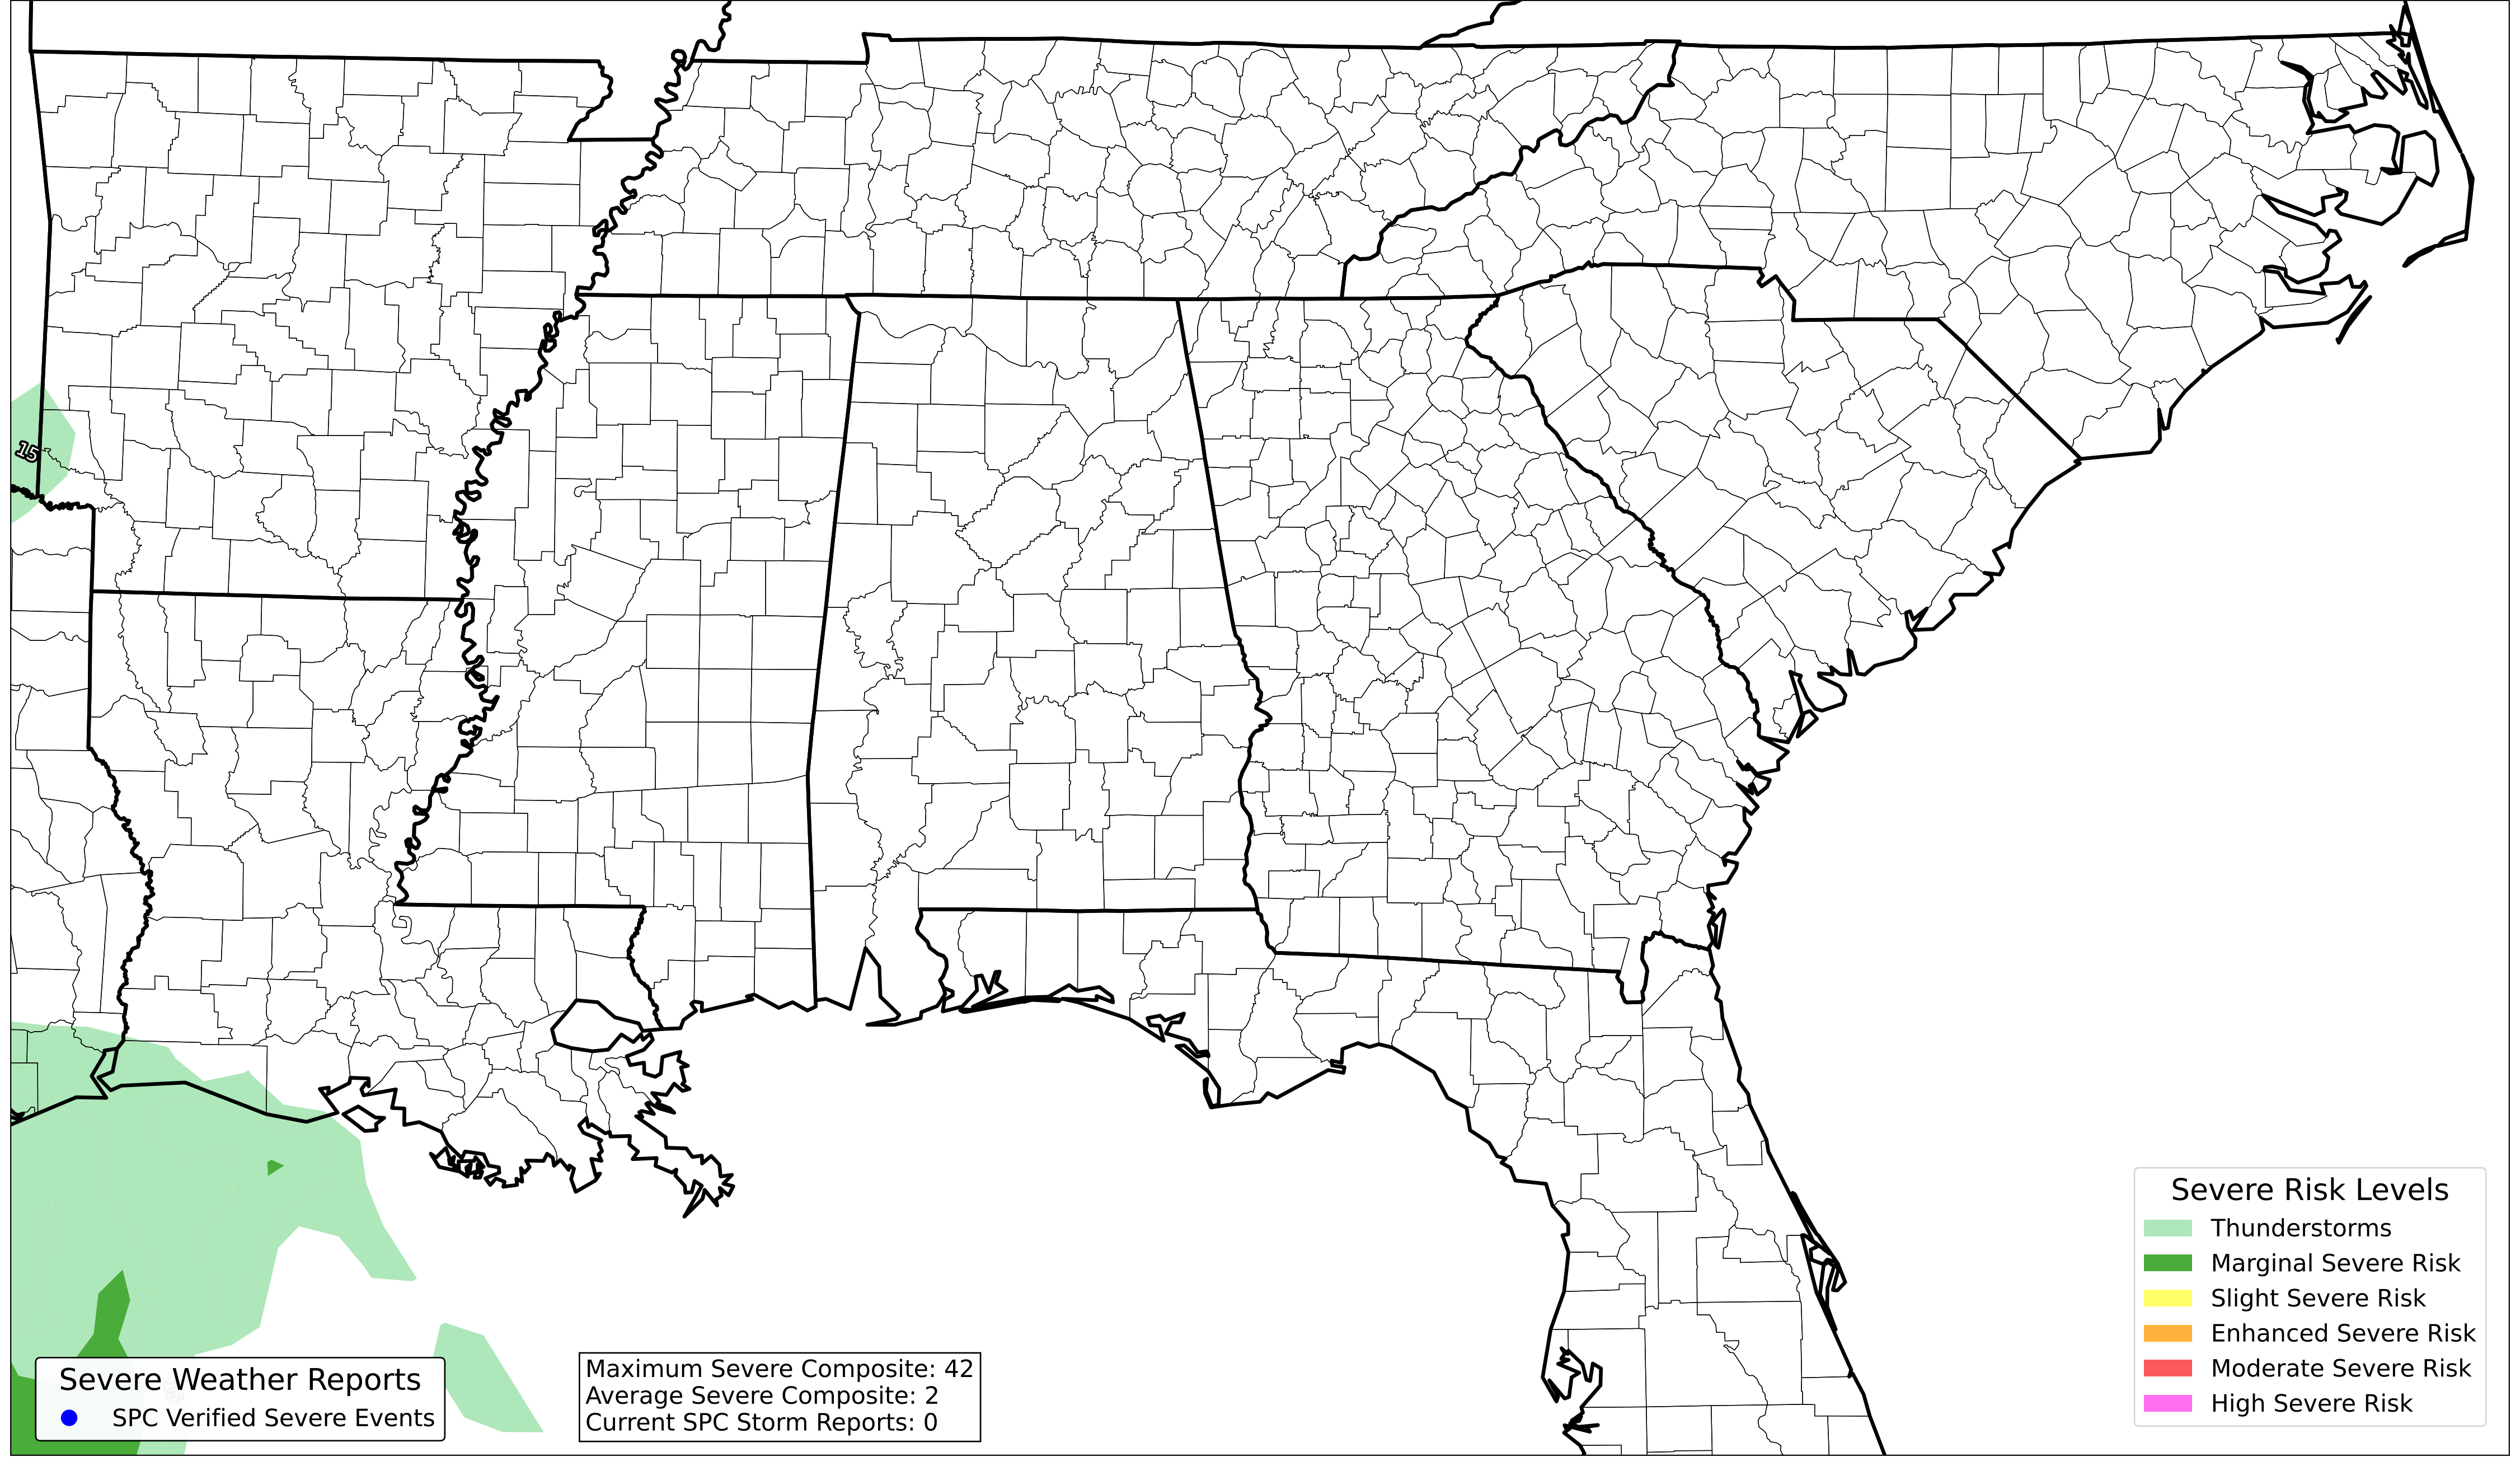 15
Severe Weather Reports
SPC Verified Severe Events
Maximum Severe Composite: 42
Average Severe Composite: 2
Current SPC Storm Reports: 0
Severe Risk Levels
Thunderstorms
Marginal Severe Risk
Slight Severe Risk
Enhanced Severe Risk
Moderate Severe Risk
High Severe Risk